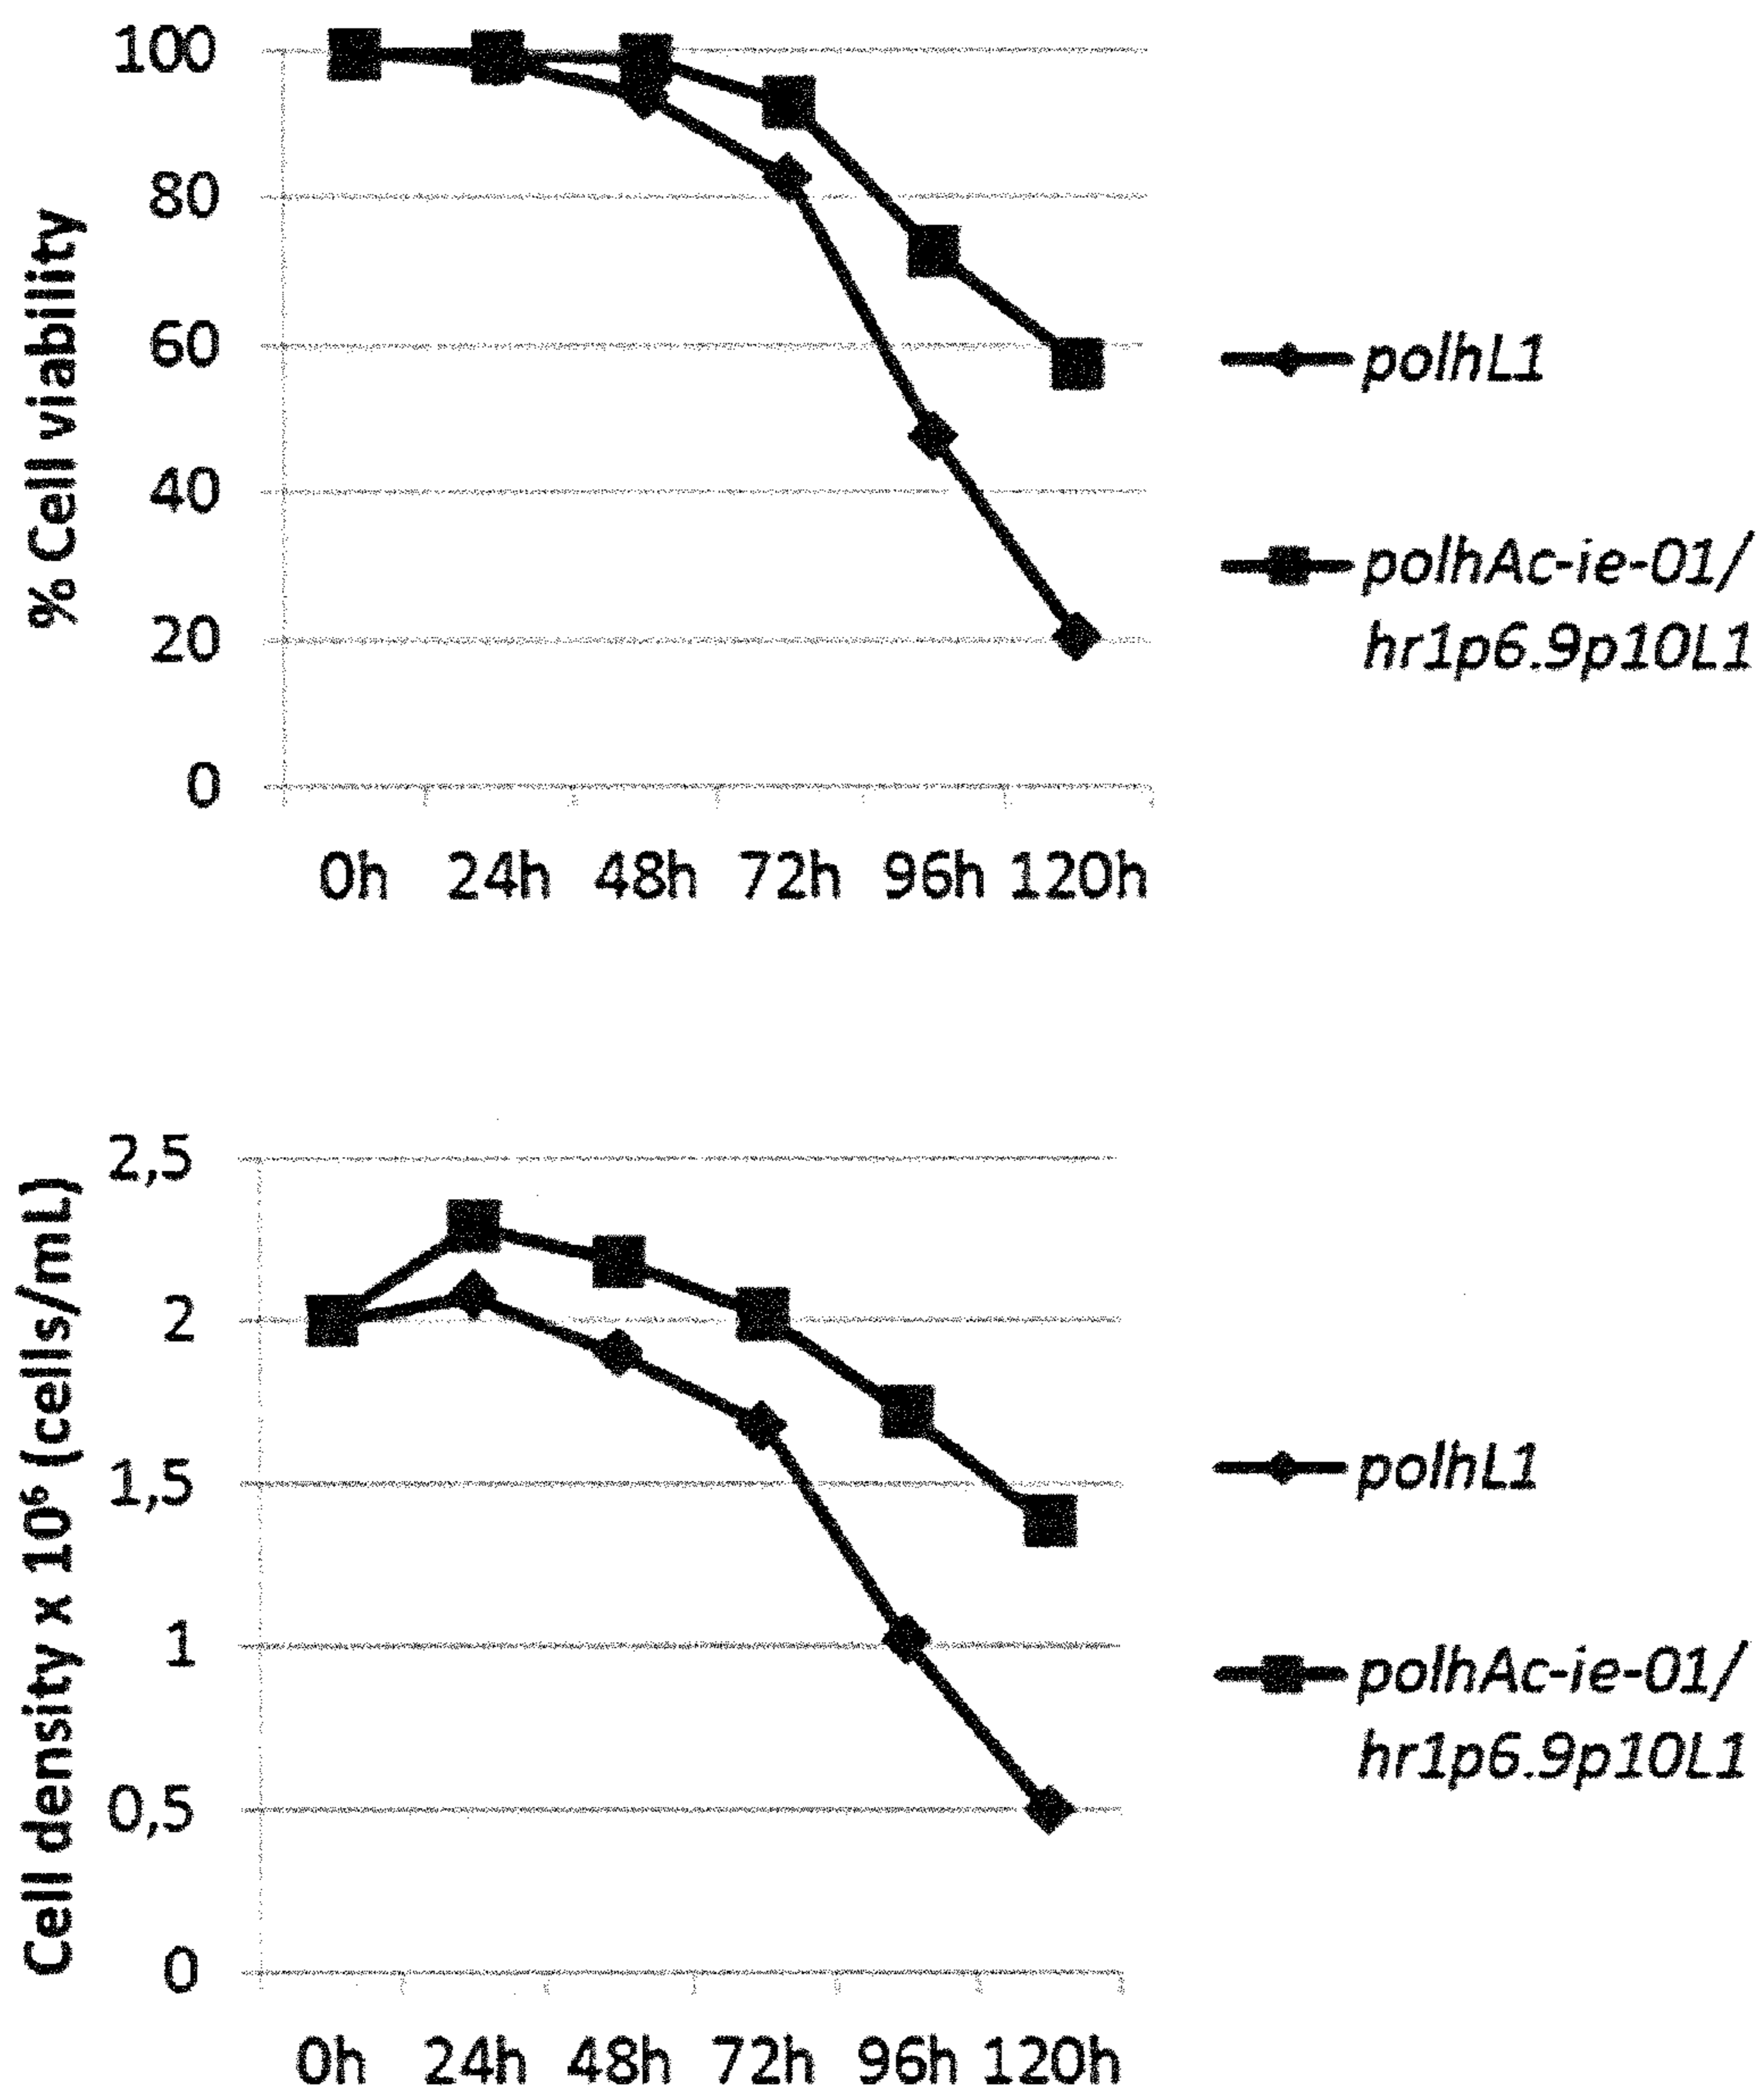 100
80
60
40
20
0
% Cell viability
0h 24h 48h 72h 96h 120h
polhL1
polhAc-ie-01/
hr1p6.9p10L1
2,5
2
1,5
1
0,5
0
Cell density x 10⁶ (cells/mL)
0h 24h 48h 72h 96h 120h
polhL1
polhAc-ie-01/
hr1p6.9p10L1